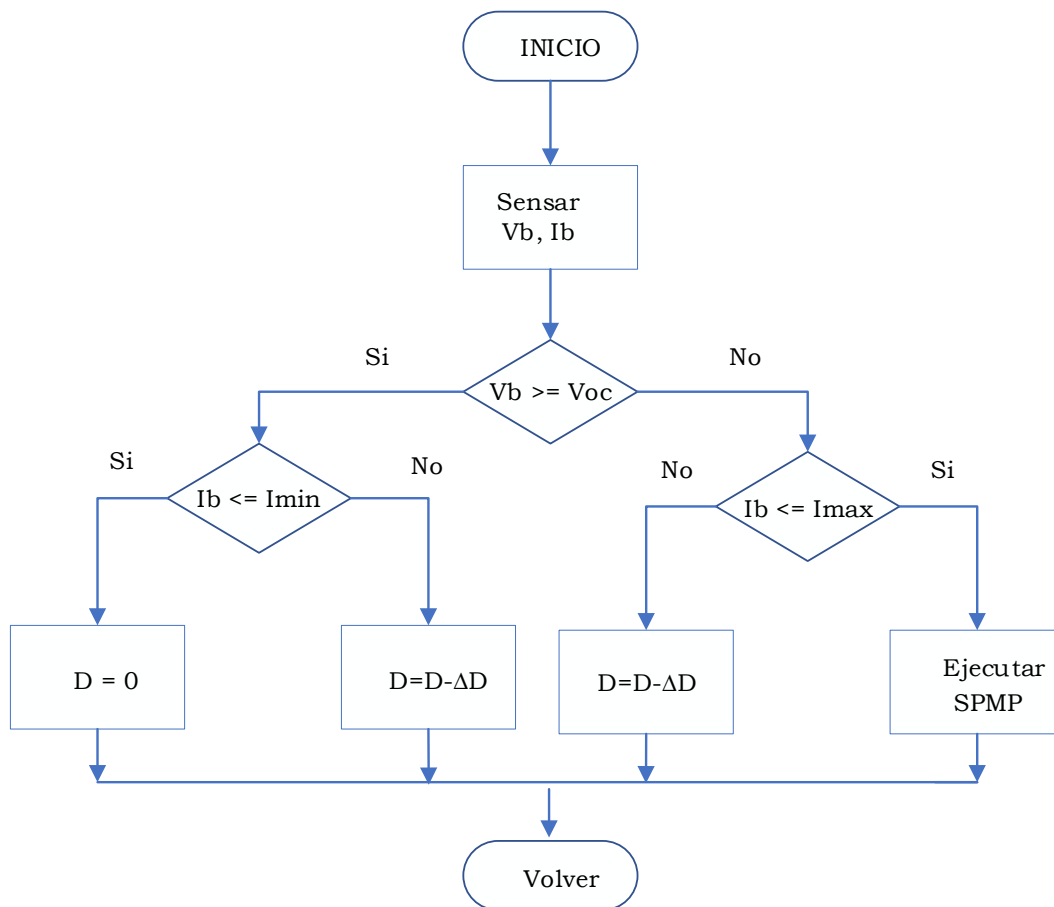 INICIO
Sensar
Vb, Ib
Si
No
Vb >= Voc
Si
No
No
Si
Ib <= Imin
Ib <= Imax
D = 0
D=D-ΔD
D=D-ΔD
Ejecutar
SPMP
Volver